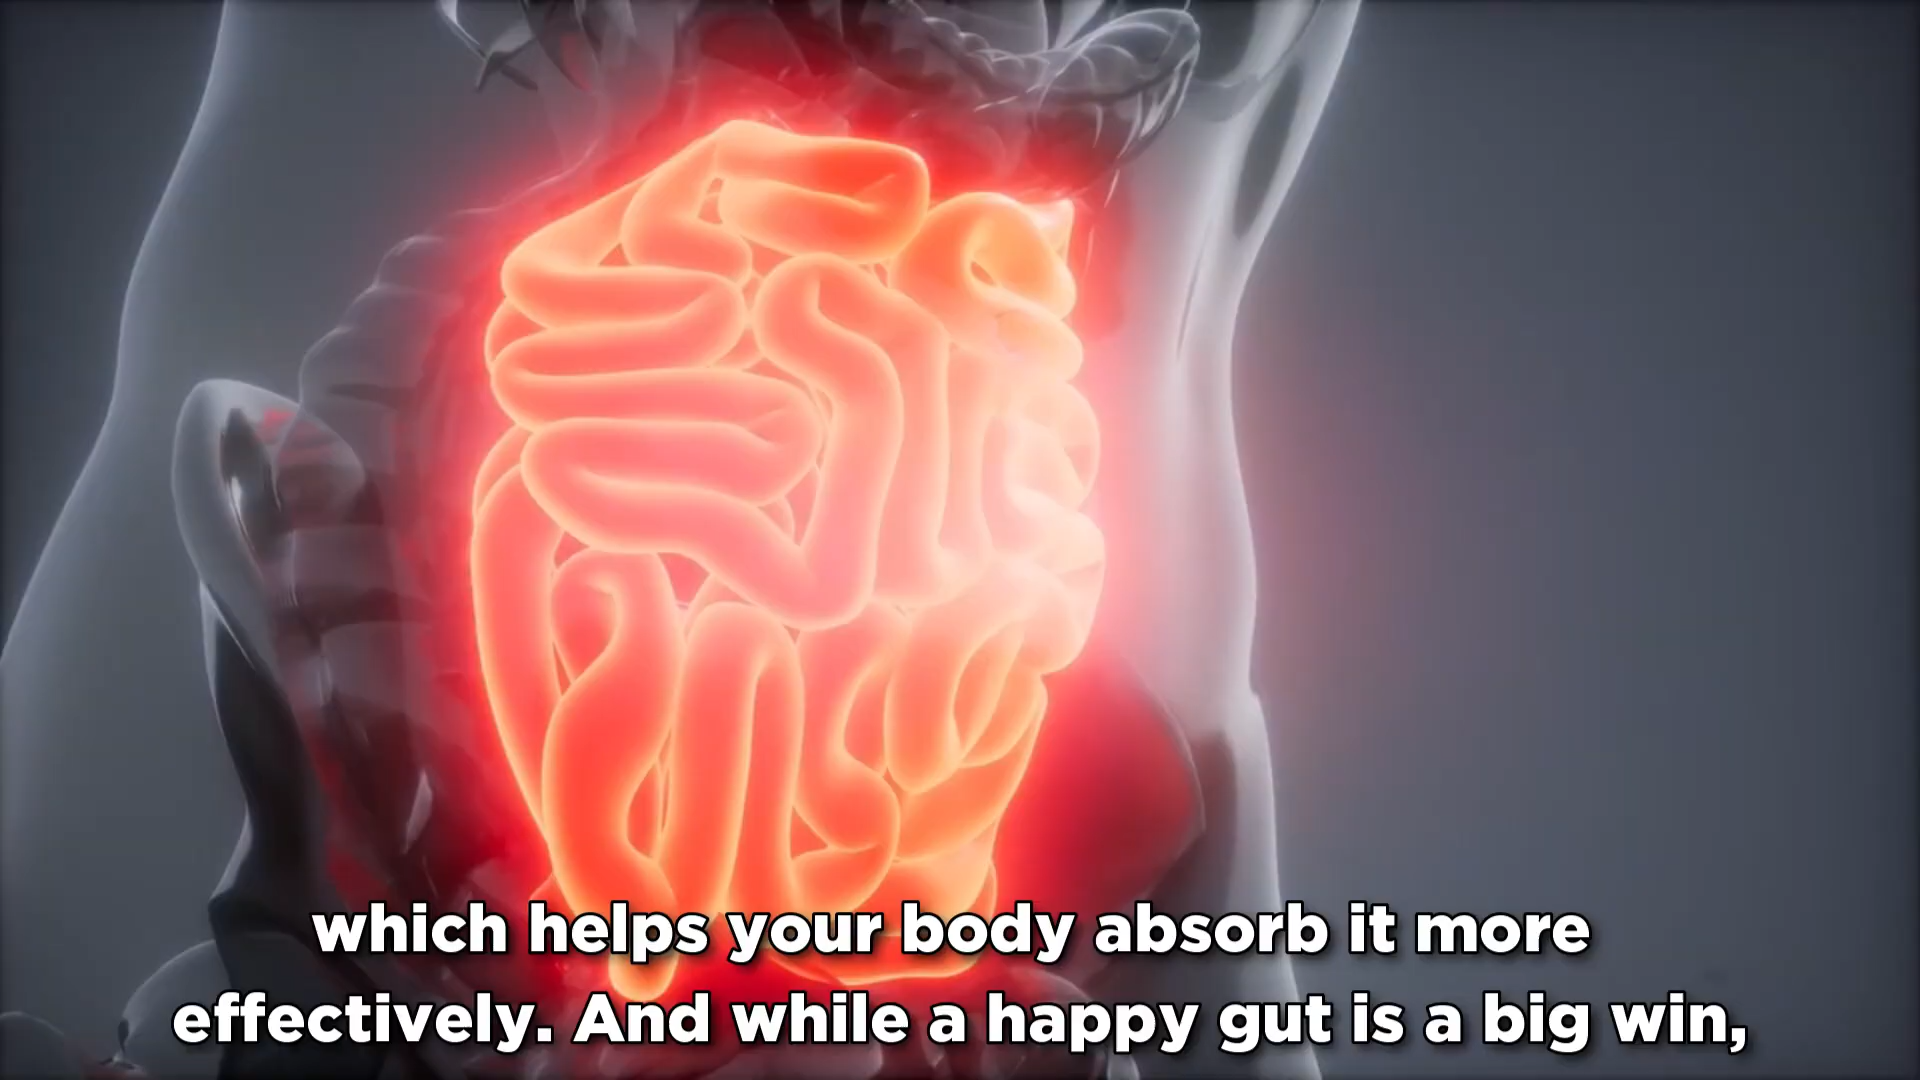 which helps your body absorb it more
effectively. And while a happy gut is a big win,